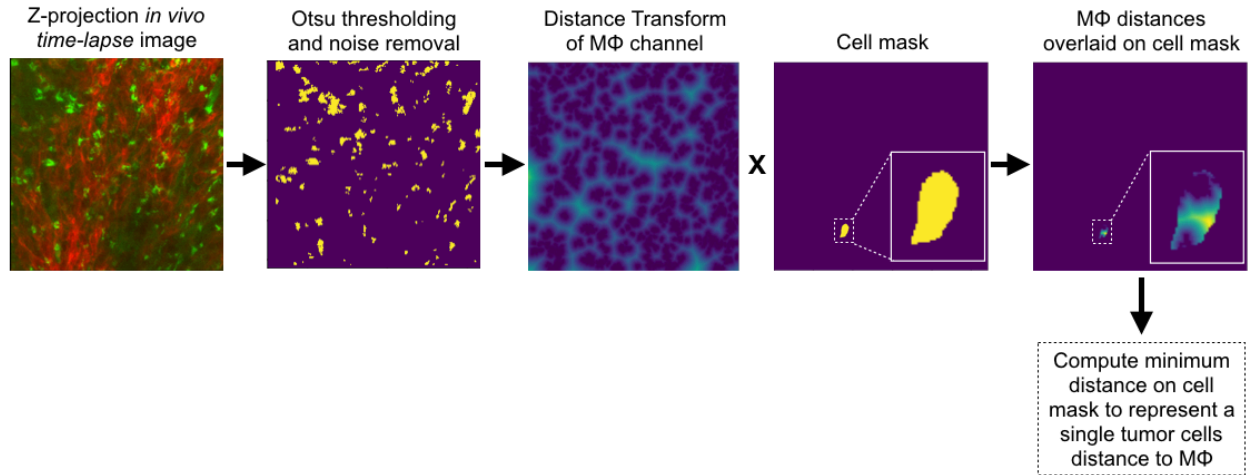 Z-projection in vivo
time-lapse image
Otsu thresholding
and noise removal
Distance Transform
of MΦ channel
Cell mask
MΦ distances
overlaid on cell mask
X
Compute minimum
distance on cell
mask to represent a
single tumor cells
distance to MΦ